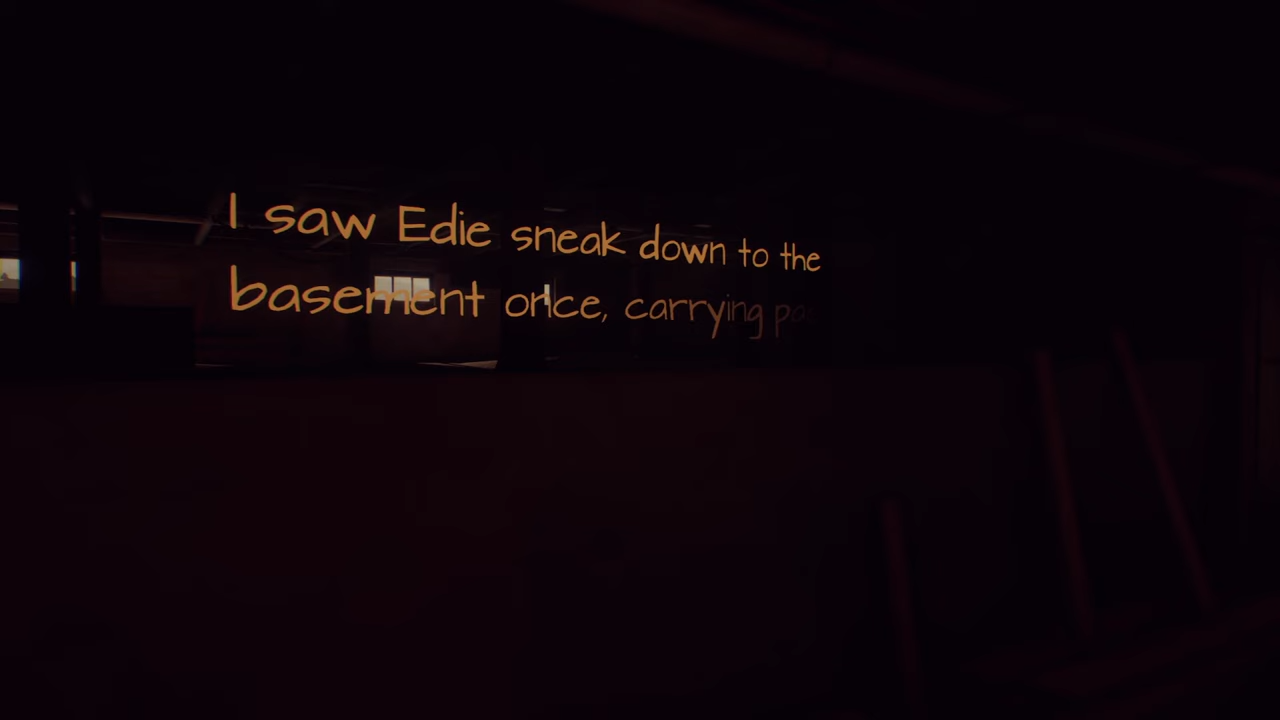 I saw Edie sneak down to the
basement once, carrying